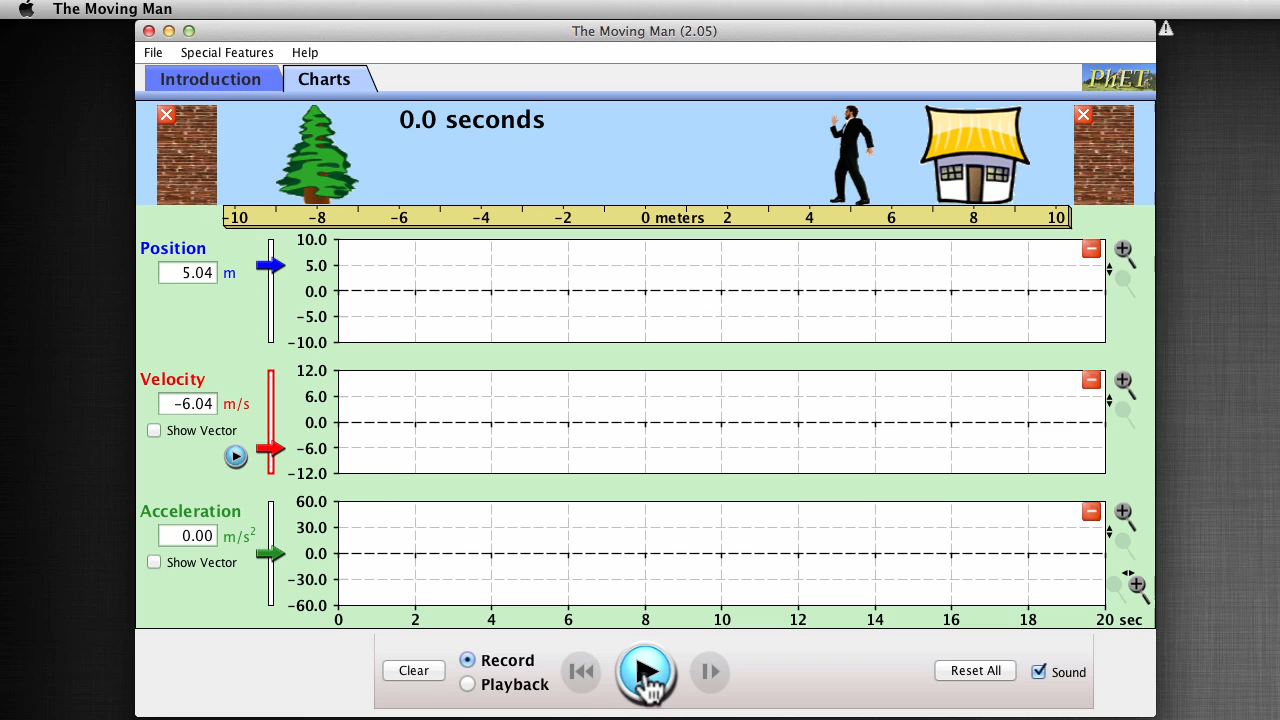 The Moving Man
The Moving Man (2.05)
File Special Features Help
Introduction Charts
PhET
0.0 seconds
-10 -8 -6 -4 -2 0 meters 2 4 6 8 10
Position
5.04 m
10.0
5.0
0.0
-5.0
-10.0
Velocity
-6.04 m/s
Show Vector
12.0
6.0
0.0
-6.0
-12.0
Acceleration
0.00 m/s²
Show Vector
60.0
30.0
0.0
-30.0
-60.0
0 2 4 6 8 10 12 14 16 18 20 sec
Clear
Record
Playback
Reset All
Sound